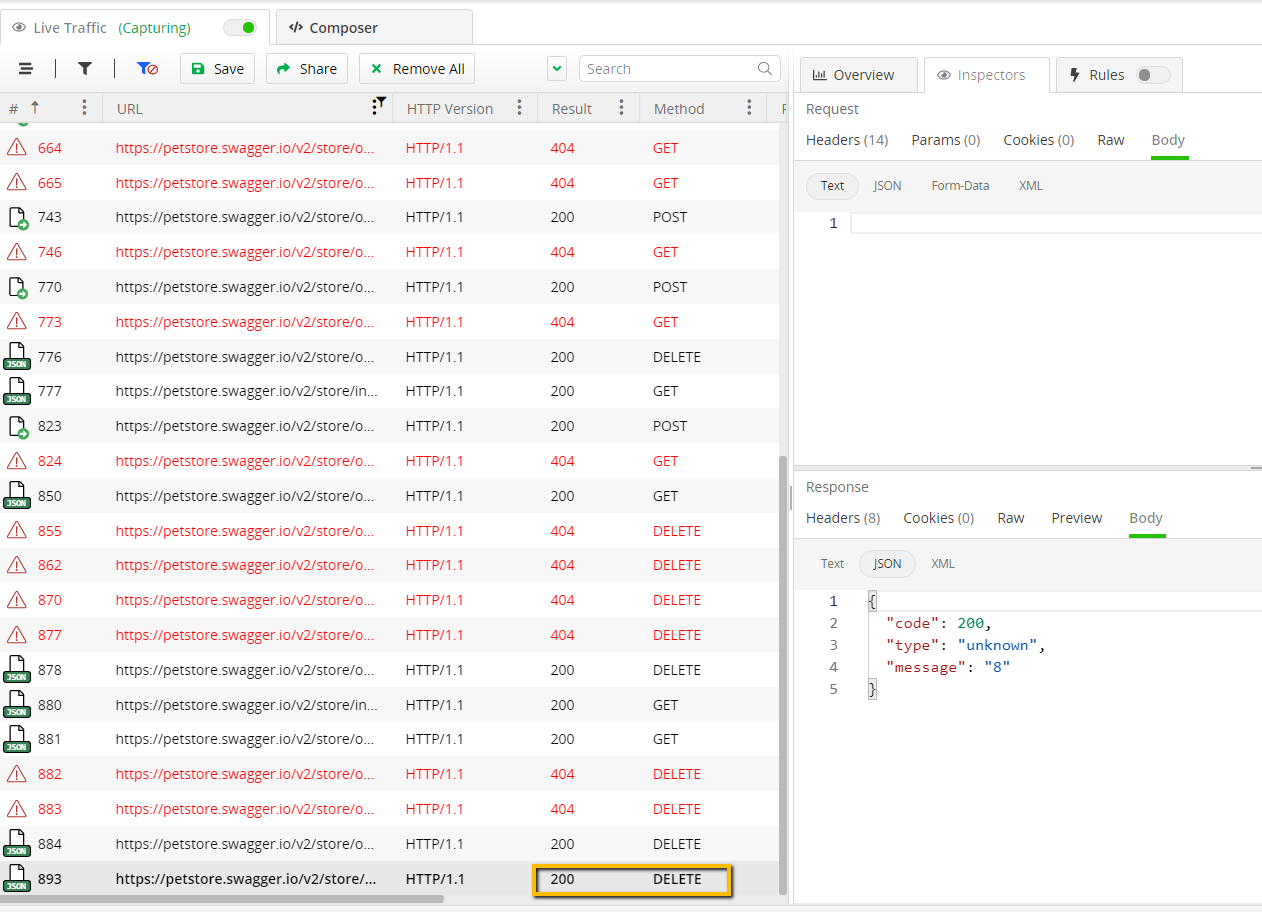 Live Traffic (Capturing)
Composer
Save
Share
Remove All
Search
# URL HTTP Version Result Method
664 https://petstore.swagger.io/v2/store/o... HTTP/1.1 404 GET
665 https://petstore.swagger.io/v2/store/o... HTTP/1.1 404 GET
743 https://petstore.swagger.io/v2/store/o... HTTP/1.1 200 POST
746 https://petstore.swagger.io/v2/store/o... HTTP/1.1 404 GET
770 https://petstore.swagger.io/v2/store/o... HTTP/1.1 200 POST
773 https://petstore.swagger.io/v2/store/o... HTTP/1.1 404 GET
JSON 776 https://petstore.swagger.io/v2/store/o... HTTP/1.1 200 DELETE
JSON 777 https://petstore.swagger.io/v2/store/in... HTTP/1.1 200 GET
823 https://petstore.swagger.io/v2/store/o... HTTP/1.1 200 POST
824 https://petstore.swagger.io/v2/store/o... HTTP/1.1 404 GET
JSON 850 https://petstore.swagger.io/v2/store/o... HTTP/1.1 200 GET
855 https://petstore.swagger.io/v2/store/o... HTTP/1.1 404 DELETE
862 https://petstore.swagger.io/v2/store/o... HTTP/1.1 404 DELETE
870 https://petstore.swagger.io/v2/store/o... HTTP/1.1 404 DELETE
877 https://petstore.swagger.io/v2/store/o... HTTP/1.1 404 DELETE
JSON 878 https://petstore.swagger.io/v2/store/o... HTTP/1.1 200 DELETE
JSON 880 https://petstore.swagger.io/v2/store/in... HTTP/1.1 200 GET
JSON 881 https://petstore.swagger.io/v2/store/o... HTTP/1.1 200 GET
882 https://petstore.swagger.io/v2/store/o... HTTP/1.1 404 DELETE
883 https://petstore.swagger.io/v2/store/o... HTTP/1.1 404 DELETE
JSON 884 https://petstore.swagger.io/v2/store/o... HTTP/1.1 200 DELETE
JSON 893 https://petstore.swagger.io/v2/store/... HTTP/1.1 200 DELETE
Overview
Inspectors
Rules
Request
Headers (14) Params (0) Cookies (0) Raw Body
Text JSON Form-Data XML
1
Response
Headers (8) Cookies (0) Raw Preview Body
Text JSON XML
1 {
2 "code": 200,
3 "type": "unknown",
4 "message": "8"
5 }